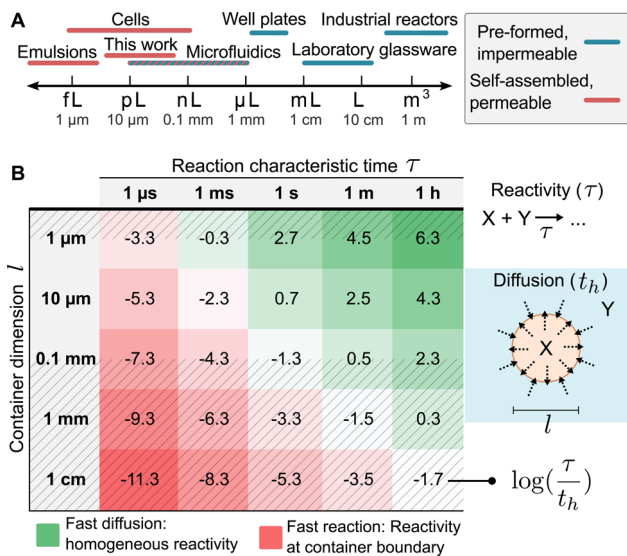 A
Cells
Well plates
Industrial reactors
Emulsions
This work
Microfluidics
Laboratory glassware
fL pL nL μL mL L m³
1 μm 10 μm 0.1 mm 1 mm 1 cm 10 cm 1 m
Pre-formed,
impermeable
Self-assembled,
permeable
B
Reaction characteristic time τ
1 μs 1 ms 1 s 1 m 1 h
Container dimension l
1 μm -3.3 -0.3 2.7 4.5 6.3
10 μm -5.3 -2.3 0.7 2.5 4.3
0.1 mm -7.3 -4.3 -1.3 0.5 2.3
1 mm -9.3 -6.3 -3.3 -1.5 0.3
1 cm -11.3 -8.3 -5.3 -3.5 -1.7
Fast diffusion:
homogeneous reactivity
Fast reaction: Reactivity
at container boundary
Reactivity (τ)
X + Y →τ ...
Diffusion (t_h)
Y
X
l
log(τ/t_h)